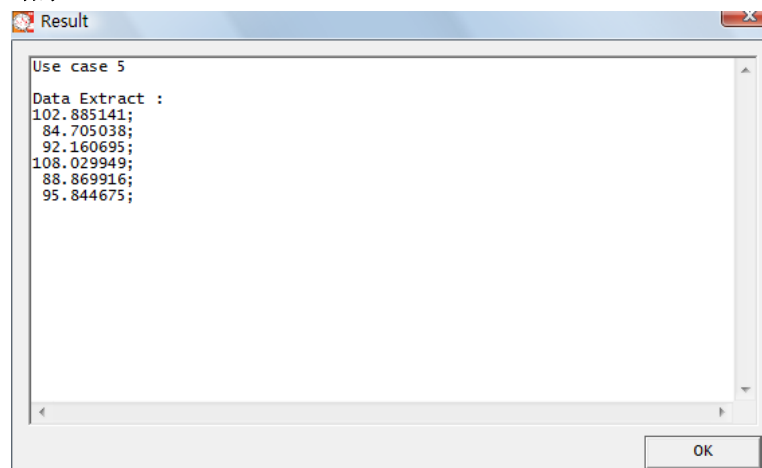 Result
Use case 5
Data Extract :
102.885141;
84.705038;
92.160695;
108.029949;
88.869916;
95.844675;
OK